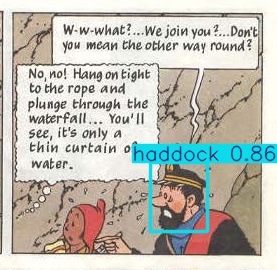 W-w-what?...We join you?...Don't
you mean the other way round?
No, no! Hang on tight
to the rope and
plunge through the
waterfall... You'll
see, it's only a
thin curtain of
water.
haddock 0.86